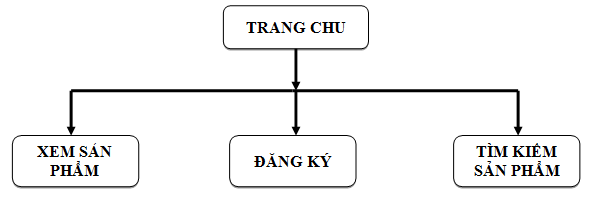 TRANG CHU
XEM SẢN
PHẨM
ĐĂNG KÝ
TÌM KIẾM
SẢN PHẨM